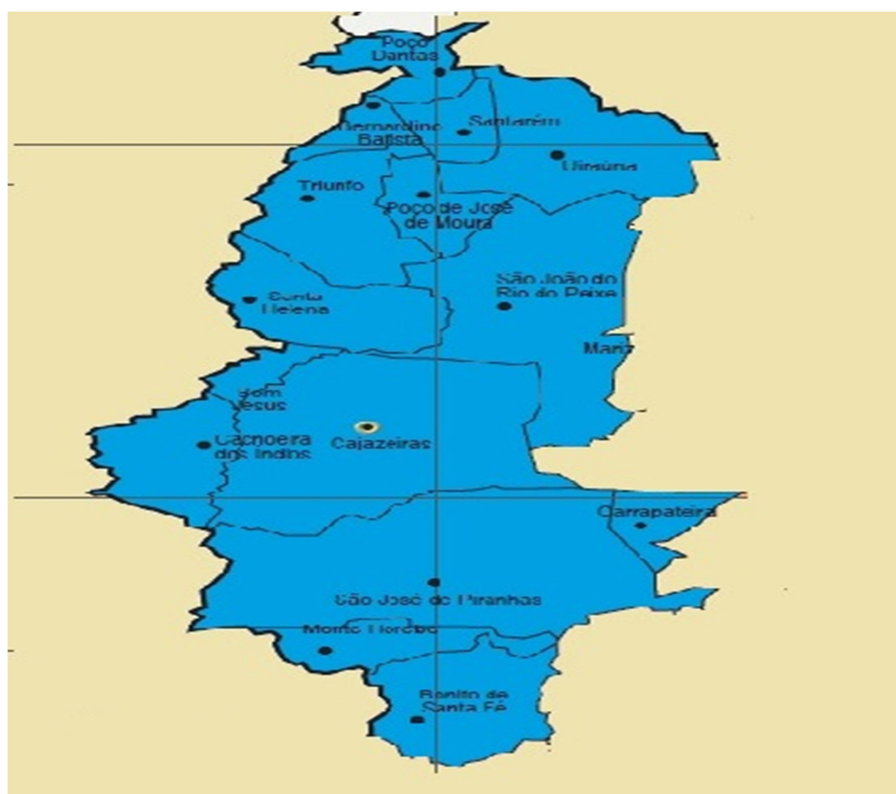 Poço
Dantas
Santarém
Bernardino
Batista
Uiraúna
Triunfo
Poço de José
de Moura
São João do
Rio do Peixe
Santa
Helena
Mariz
Bom
Jesus
Cachoeira
dos Índios
Cajazeiras
Carrapateira
São José de Piranhas
Monte Horebe
Bonito de
Santa Fé